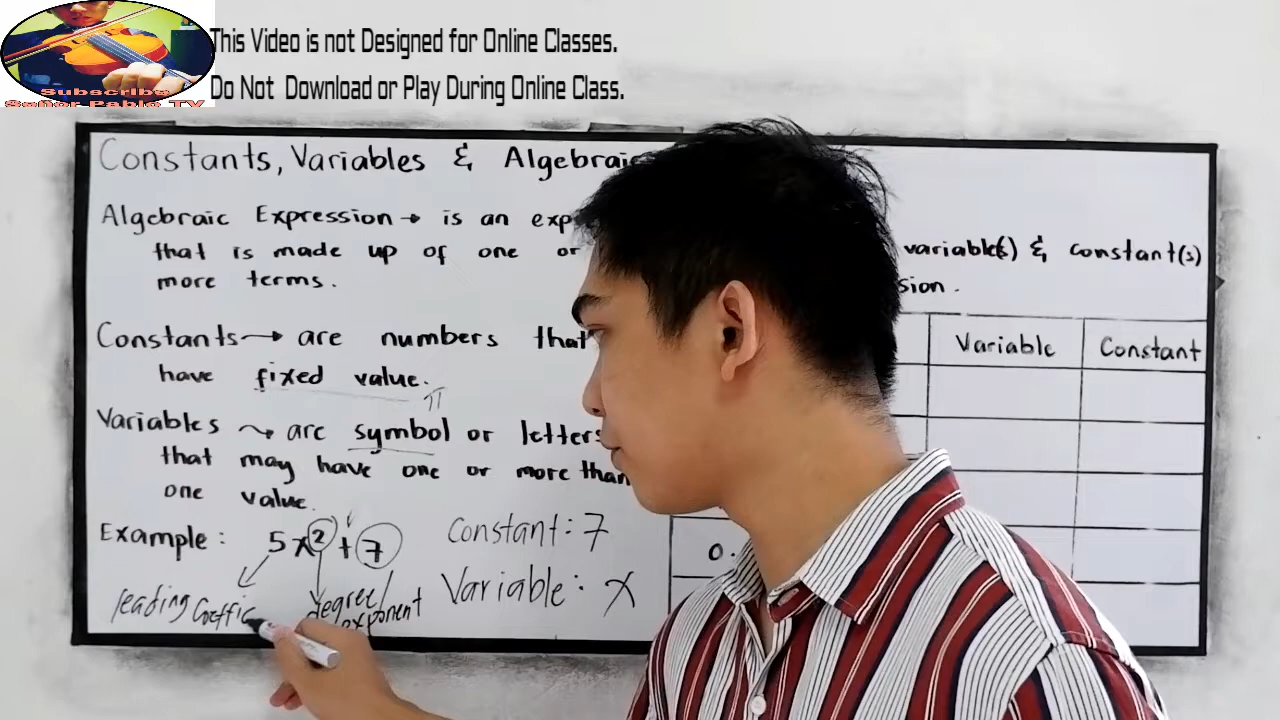 This Video is not Designed for Online Classes.
Do Not Download or Play During Online Class.
Subscribe
Señor Pablo TV
Constants, Variables & Algebraic
Algebraic Expression → is an exp
that is made up of one or
more terms.
Constants → are numbers that
have fixed value.
π
Variables → are symbol or letters
that may have one or more than
one value.
Example: 5x² + 7
leading Coeffic
degree/
exponent
Constant: 7
Variable: x
variable(s) & constant(s)
sion.
Variable Constant
0.